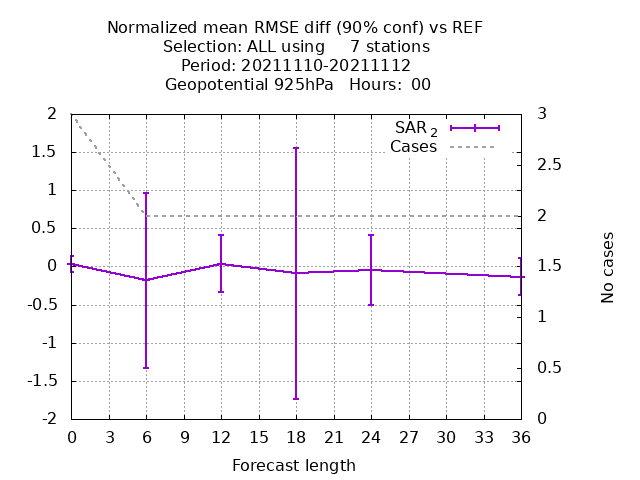 Normalized mean RMSE diff (90% conf) vs REF
Selection: ALL using     7 stations
Period: 20211110-20211112
Geopotential 925hPa   Hours:  00
2
1.5
1
0.5
0
-0.5
-1
-1.5
-2
3
2.5
2
1.5
1
0.5
0
SAR 2
Cases
No cases
0 3 6 9 12 15 18 21 24 27 30 33 36
Forecast length